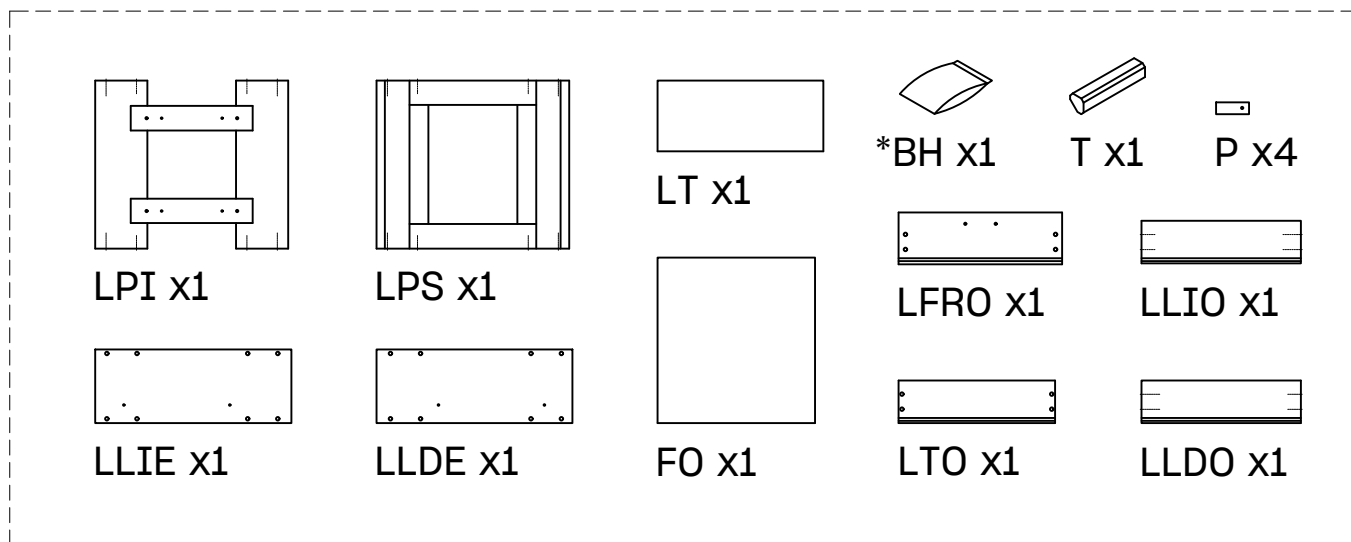 *BH x1
T x1
P x4
LT x1
LPI x1
LPS x1
LFRO x1
LLIO x1
LLIE x1
LLDE x1
FO x1
LTO x1
LLDO x1